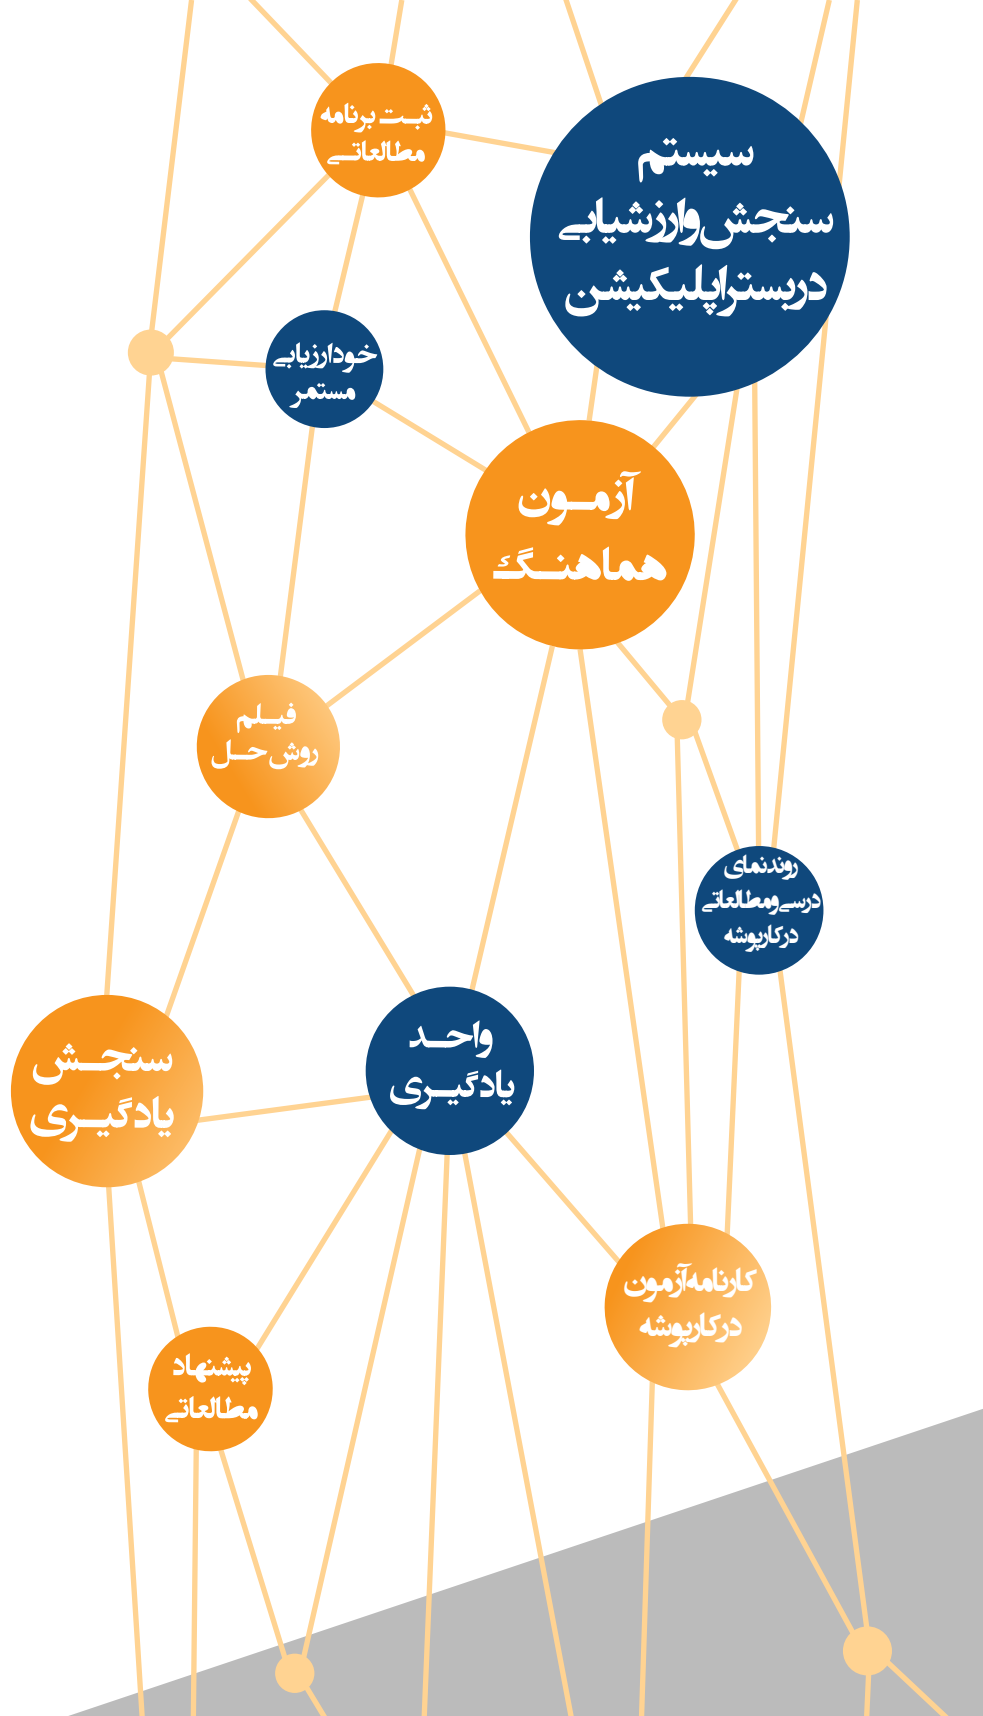 ثبت برنامه
مطالعاتی
سیستم
سنجش و ارزشیابی
در بستر اپلیکیشن
خودارزیابی
مستمر
آزمون
هماهنگ
فیلم
روش حل
روندنمای
درسی و مطالعاتی
در کارپوشه
واحد
یادگیری
سنجش
یادگیری
کارنامه آزمون
در کارپوشه
پیشنهاد
مطالعاتی